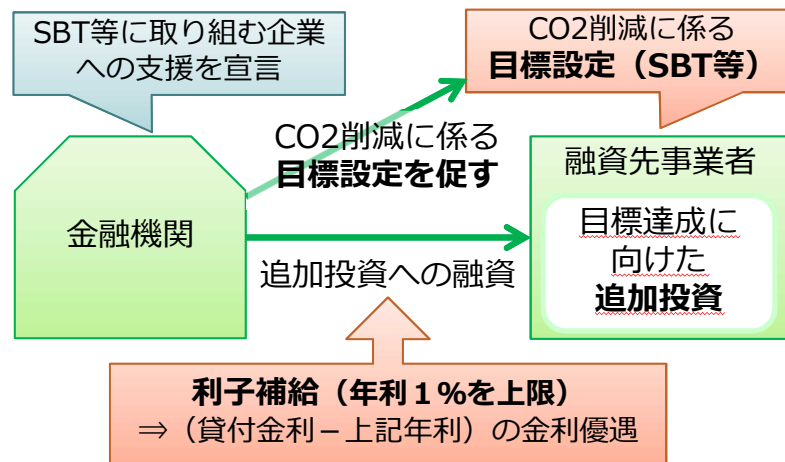 SBT等に取り組む企業
への支援を宣言
CO2削減に係る
目標設定（SBT等）
CO2削減に係る
目標設定を促す
金融機関
融資先事業者
目標達成に
向けた
追加投資
追加投資への融資
利子補給（年利１％を上限）
⇒（貸付金利－上記年利）の金利優遇